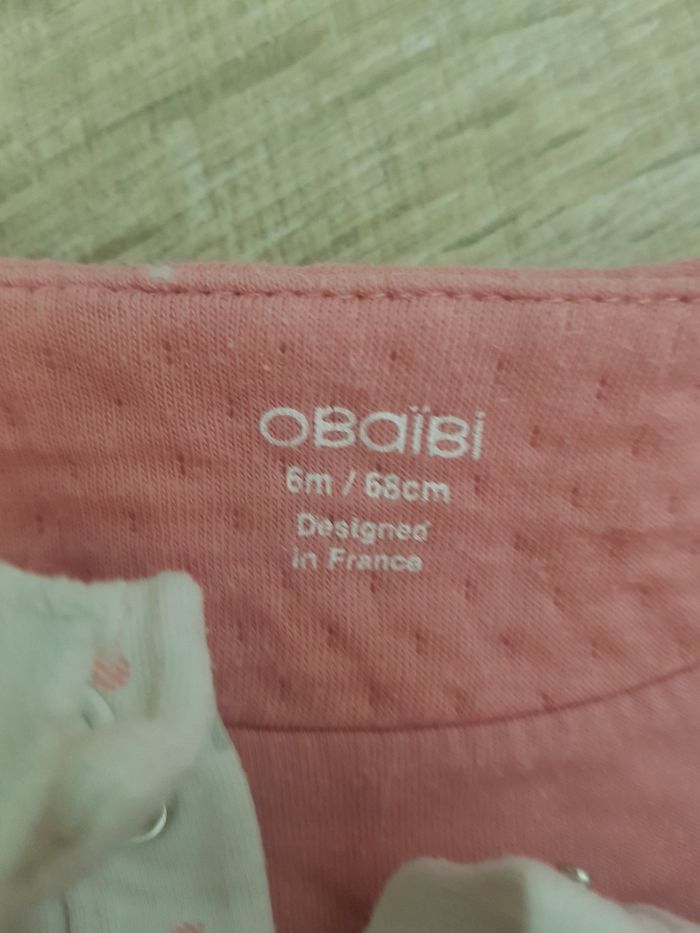 OBaïBi
6m / 68cm
Designed
in France